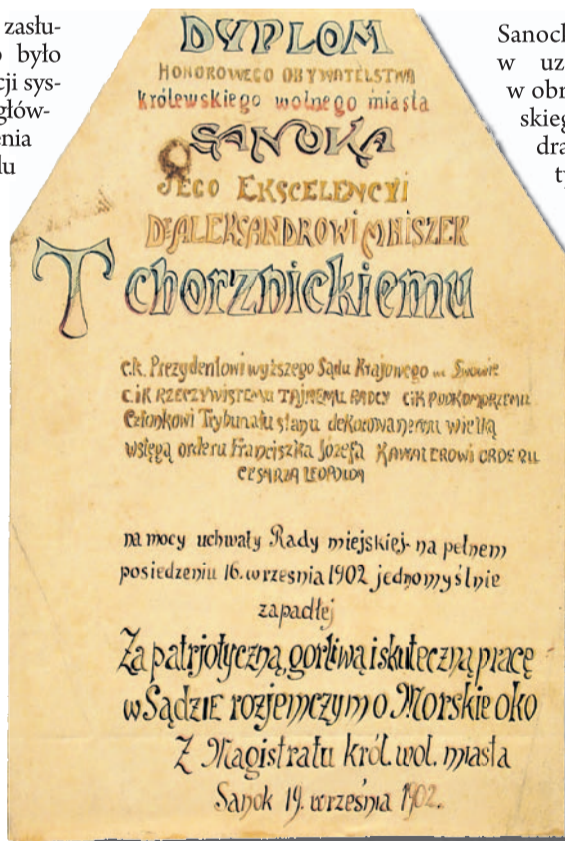 zasłu-
było
cji sys-
głów-
enia
Sanock
w uz
w obr
skieg
dra
DYPLOM
HONOROWEGO OBYWATELSTWA
królewskiego wolnego miasta
SANOKA
JEGO EKSCELENCYI
Dr ALEKSANDROWI MNISZEK
Tchorznickiemu
c.k. Prezydentowi wyższego Sądu Krajowego we Lwowie
C.iK RZECZYWISTEMU TAJNEMU RADCY CiK PODKOMORZEMU
Członkowi Trybunału stanu dekorowanemu wielką
wstęgą orderu Franciszka Józefa KAWALEROWI ORDERU
CESARZA LEOPOLDA
na mocy uchwały Rady miejskiej na pełnem
posiedzeniu 16. września 1902 jednomyślnie
zapadłej
Za patrjotyczną, gorliwą i skuteczną pracę
w SądziE rozjemczym o Morskie oko
Z Magistratu król. wol. miasta
Sanok 19. września 1902.